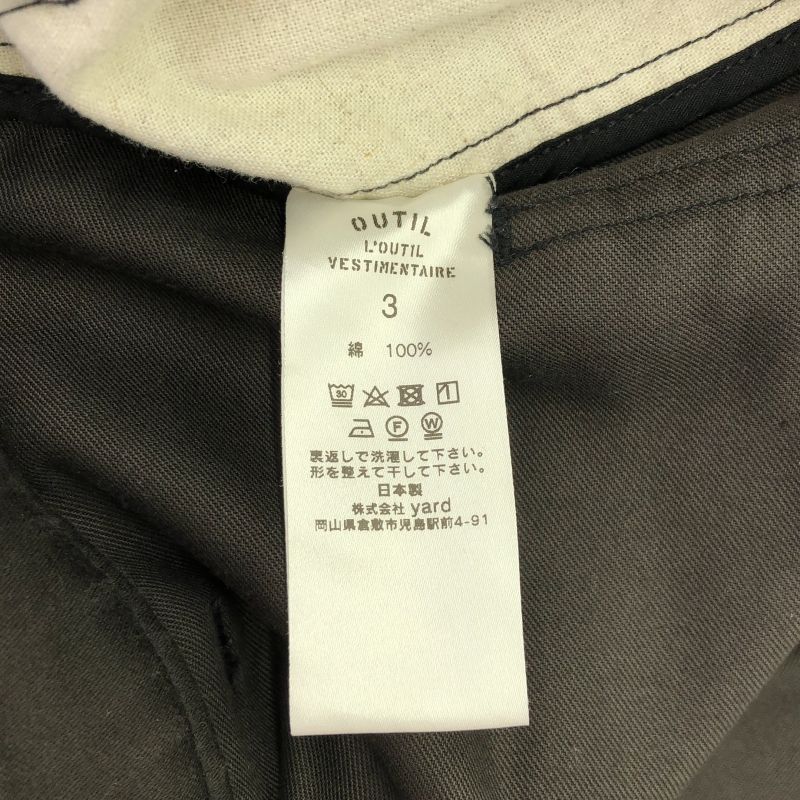 OUTIL
L'OUTIL
VESTIMENTAIRE
3
綿 100%
30 1
F W
裏返しで洗濯して下さい。
形を整えて干して下さい。
日本製
株式会社 yard
岡山県倉敷市児島駅前4-91